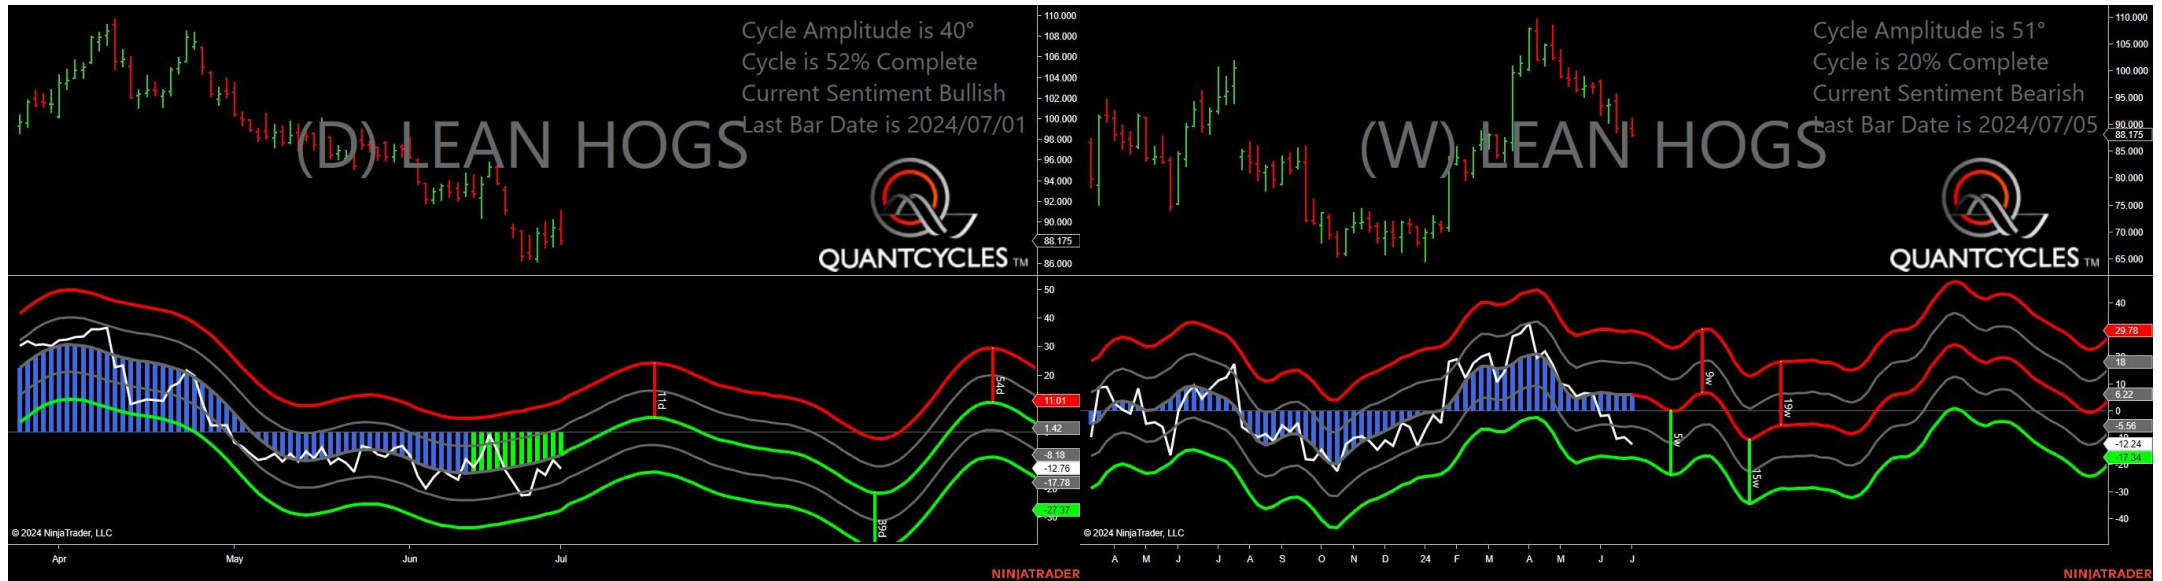 Cycle Amplitude is 40°
Cycle is 52% Complete
Current Sentiment Bullish
Last Bar Date is 2024/07/01
(D) LEAN HOGS
QUANTCYCLES TM
110.000
108.000
106.000
104.000
102.000
100.000
98.000
96.000
94.000
92.000
90.000
88.175
86.000
50
40
30
20
11.01
1.42
-8.18
-12.76
-17.78
-27.37
11d
89d
54d
© 2024 NinjaTrader, LLC
Apr May Jun Jul
NINJATRADER
Cycle Amplitude is 51°
Cycle is 20% Complete
Current Sentiment Bearish
Last Bar Date is 2024/07/05
(W) LEAN HOGS
QUANTCYCLES TM
110.000
105.000
100.000
95.000
90.000
88.175
85.000
80.000
75.000
70.000
65.000
40
29.78
18
10
6.22
0
-5.56
-12.24
-17.34
-20
-30
-40
5w
9w
15w
19w
© 2024 NinjaTrader, LLC
A M J J A S O N D 24 F M A M J J
NINJATRADER